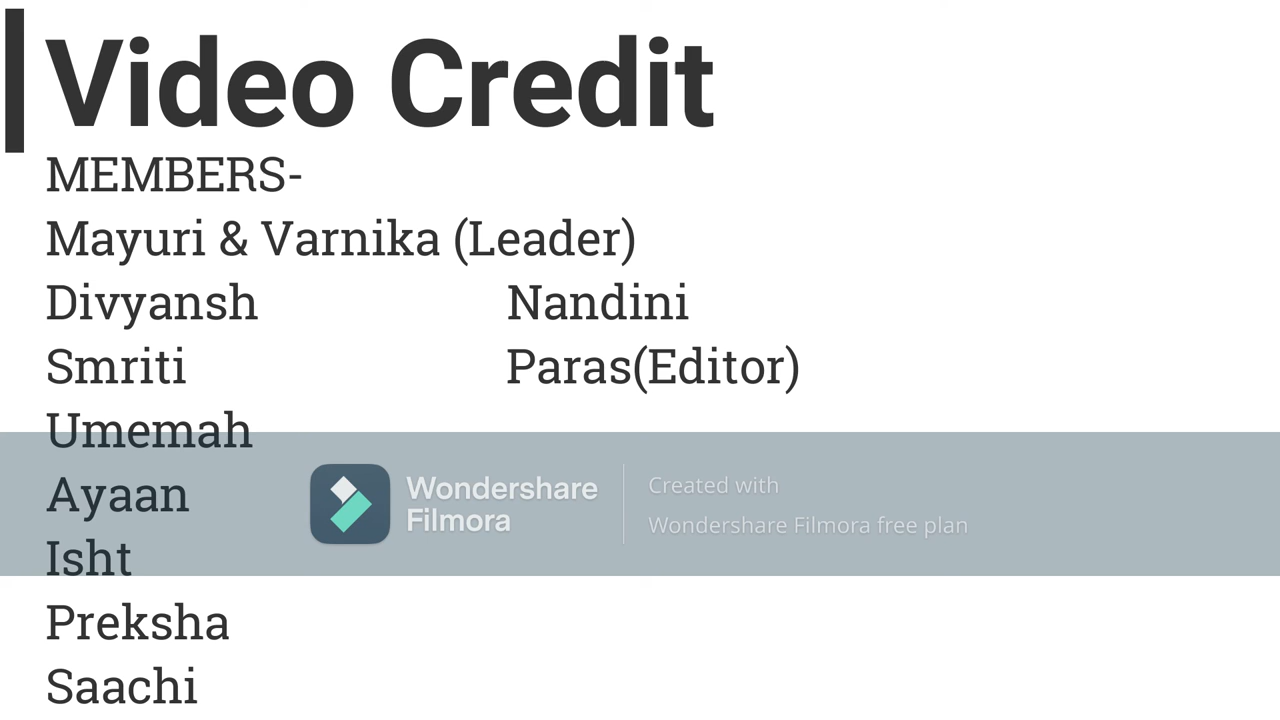 Video Credit
MEMBERS-
Mayuri & Varnika (Leader)
Divyansh
Smriti
Umemah
Ayaan
Isht
Preksha
Saachi
Nandini
Paras(Editor)
Wondershare
Filmora
Created with
Wondershare Filmora free plan